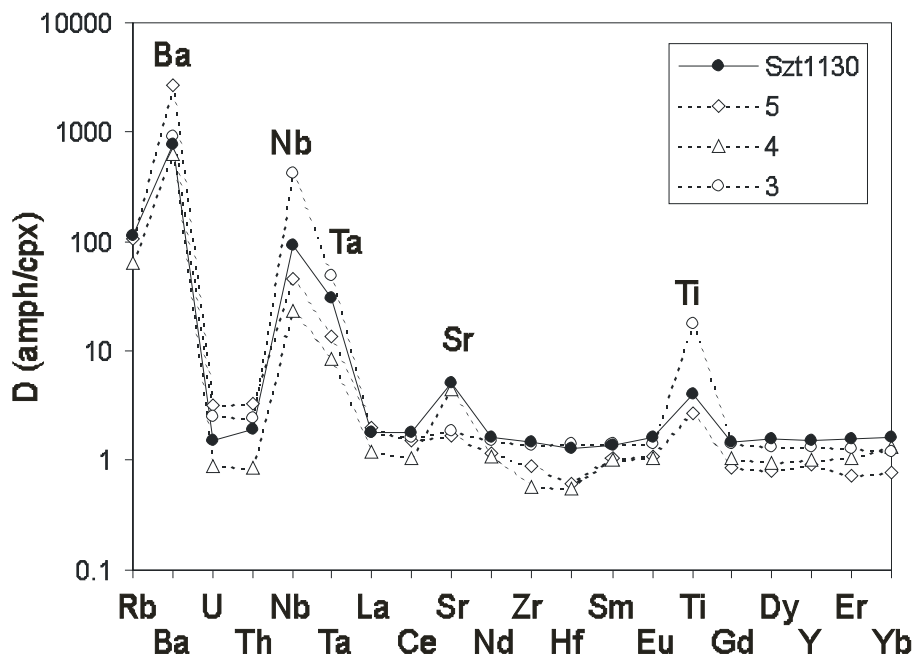 10000
1000
100
10
1
0.1
D (amph/cpx)
Ba
Nb
Ta
Sr
Ti
Szt1130
5
4
3
Rb U Nb La Sr Zr Sm Ti Dy Er
Ba Th Ta Ce Nd Hf Eu Gd Y Yb